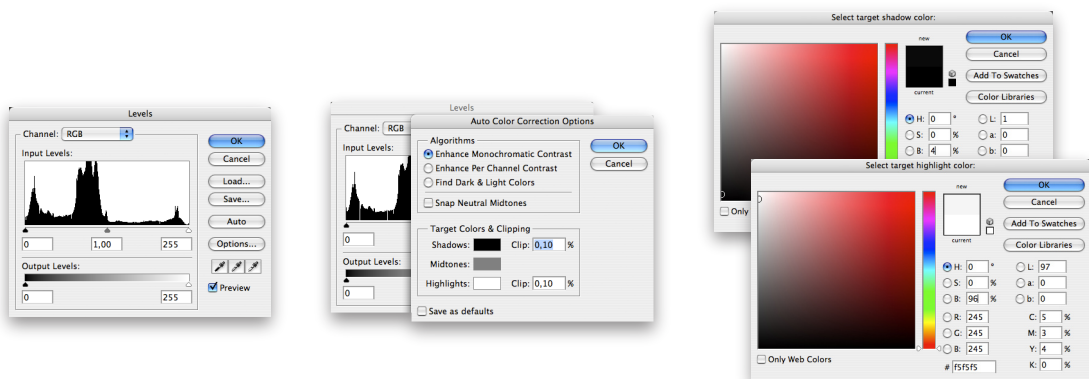 Levels
Channel: RGB
Input Levels:
0 1,00 255
Output Levels:
0 255
OK
Cancel
Load...
Save...
Auto
Options...
Preview
Levels
Channel: RGB
Input Levels:
0
Output Levels:
0
Auto Color Correction Options
Algorithms
Enhance Monochromatic Contrast
Enhance Per Channel Contrast
Find Dark & Light Colors
Snap Neutral Midtones
Target Colors & Clipping
Shadows: Clip: 0,10 %
Midtones:
Highlights: Clip: 0,10 %
Save as defaults
OK
Cancel
Select target shadow color:
new
current
OK
Cancel
Add To Swatches
Color Libraries
H: 0 ° L: 1
S: 0 % a: 0
B: 4 % b: 0
Only
Select target highlight color:
new
current
OK
Cancel
Add To Swatches
Color Libraries
H: 0 ° L: 97
S: 0 % a: 0
B: 96 % b: 0
R: 245 C: 5 %
G: 245 M: 3 %
B: 245 Y: 4 %
# f5f5f5 K: 0 %
Only Web Colors